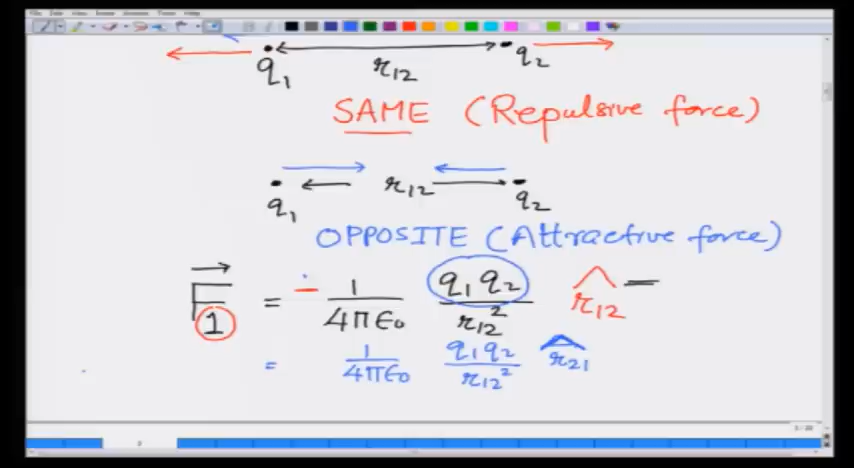 q₁ r₁₂ q₂
SAME (Repulsive force)
q₁ r₁₂ q₂
OPPOSITE (Attractive force)
F⃗₁ = - 1/4πε₀ q₁q₂/r₁₂² r̂₁₂ -
= 1/4πε₀ q₁q₂/r₁₂² r̂₂₁